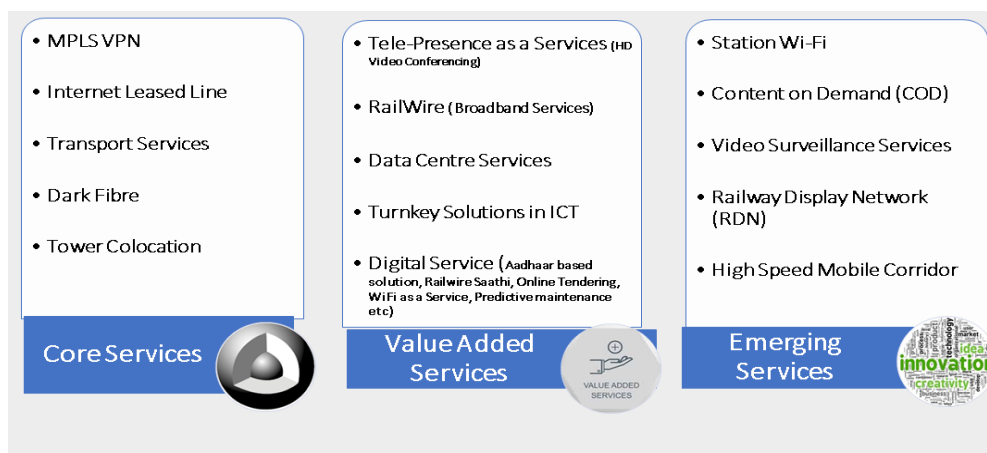 • MPLS VPN
• Internet Leased Line
• Transport Services
• Dark Fibre
• Tower Colocation
Core Services
• Tele-Presence as a Services (HD
Video Conferencing)
• RailWire (Broadband Services)
• Data Centre Services
• Turnkey Solutions in ICT
• Digital Service (Aadhaar based
solution, Railwire Saathi, Online Tendering,
WiFi as a Service, Predictive maintenance
etc)
Value Added
Services
VALUE ADDED
SERVICES
• Station Wi-Fi
• Content on Demand (COD)
• Video Surveillance Services
• Railway Display Network
(RDN)
• High Speed Mobile Corridor
Emerging
Services
technology
market
idea
innovation
creativity
business